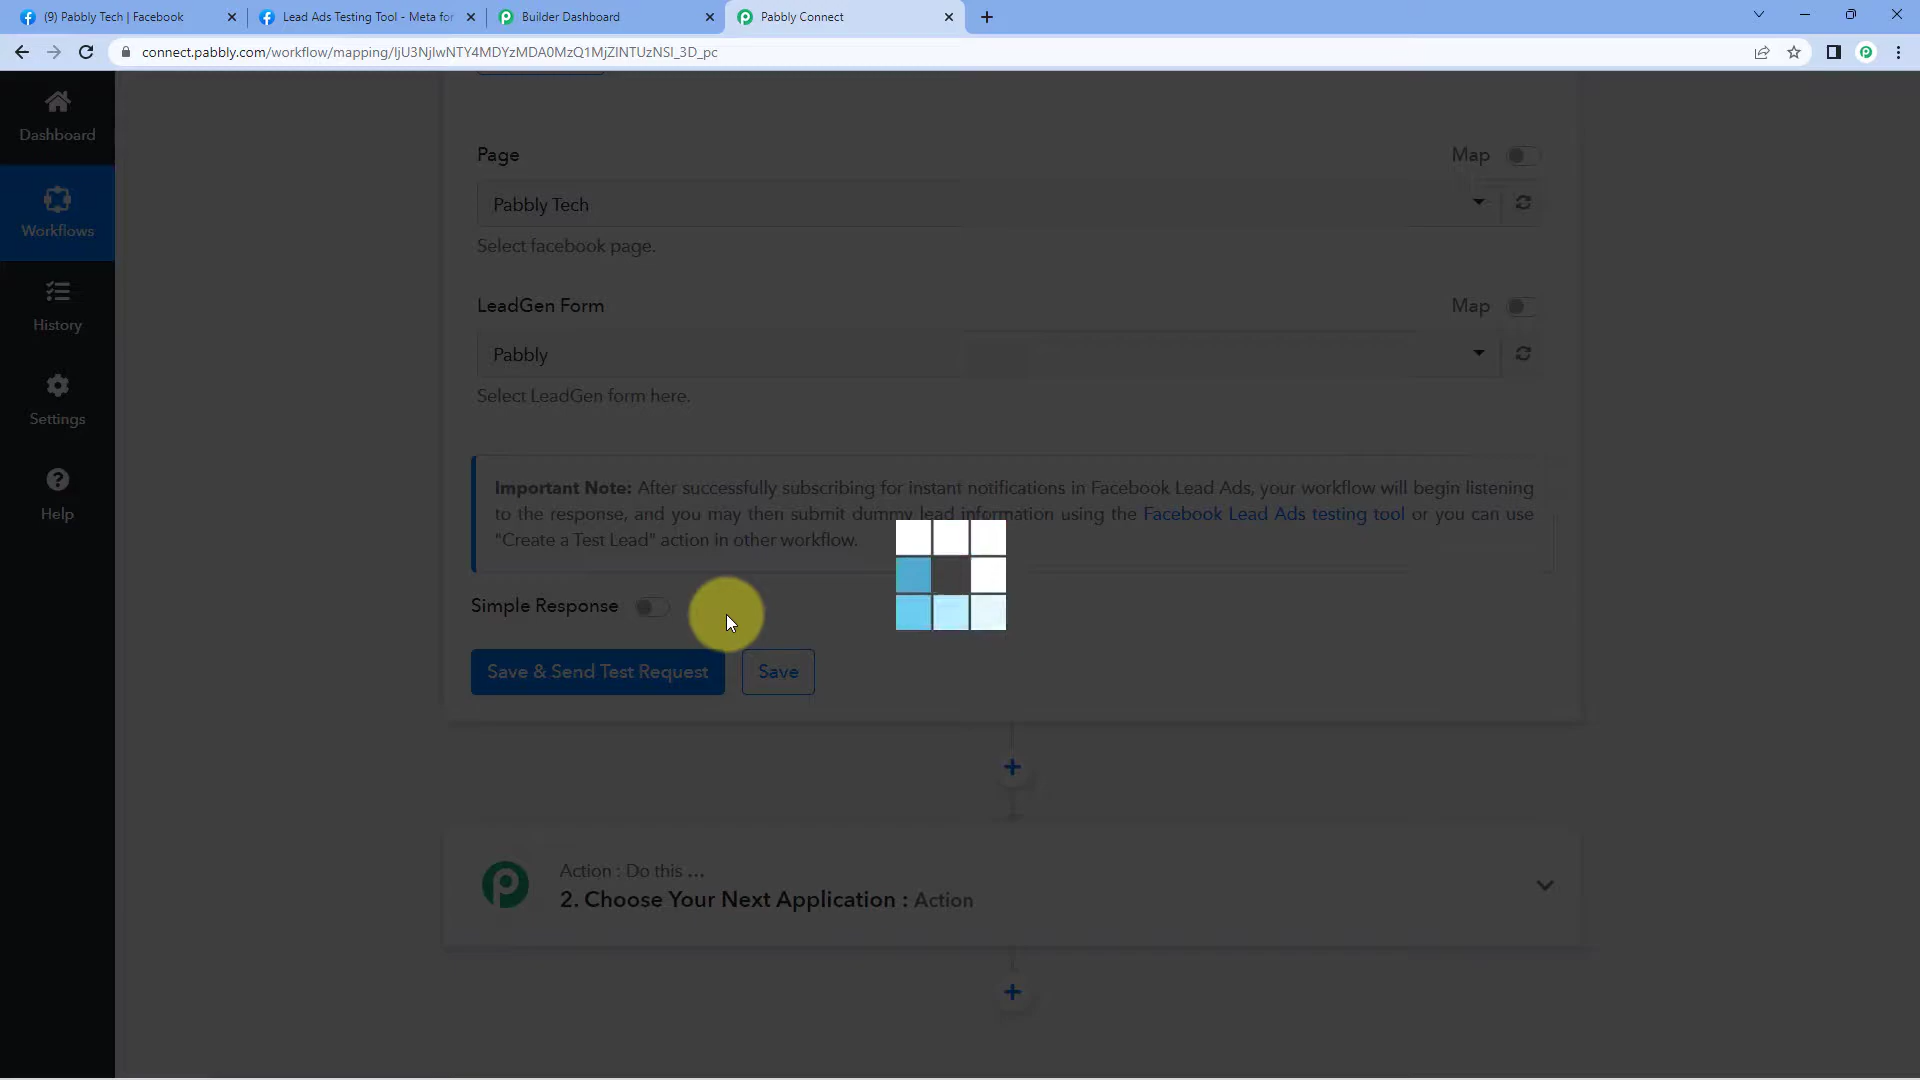 (9) Pabbly Tech | Facebook
Lead Ads Testing Tool - Meta for
Builder Dashboard
Pabbly Connect
connect.pabbly.com/workflow/mapping/IjU3NjIwNTY4MDYzMDA0MzQ1MjZlNTUzNSI_3D_pc
Dashboard
Workflows
History
Settings
Help
Page
Map
Pabbly Tech
Select facebook page.
LeadGen Form
Map
Pabbly
Select LeadGen form here.
Important Note: After successfully subscribing for instant notifications in Facebook Lead Ads, your workflow will begin listening
to the response, and you may then submit dummy lead information using the Facebook Lead Ads testing tool or you can use
"Create a Test Lead" action in other workflow.
Simple Response
Save & Send Test Request
Save
Action : Do this ...
2. Choose Your Next Application : Action